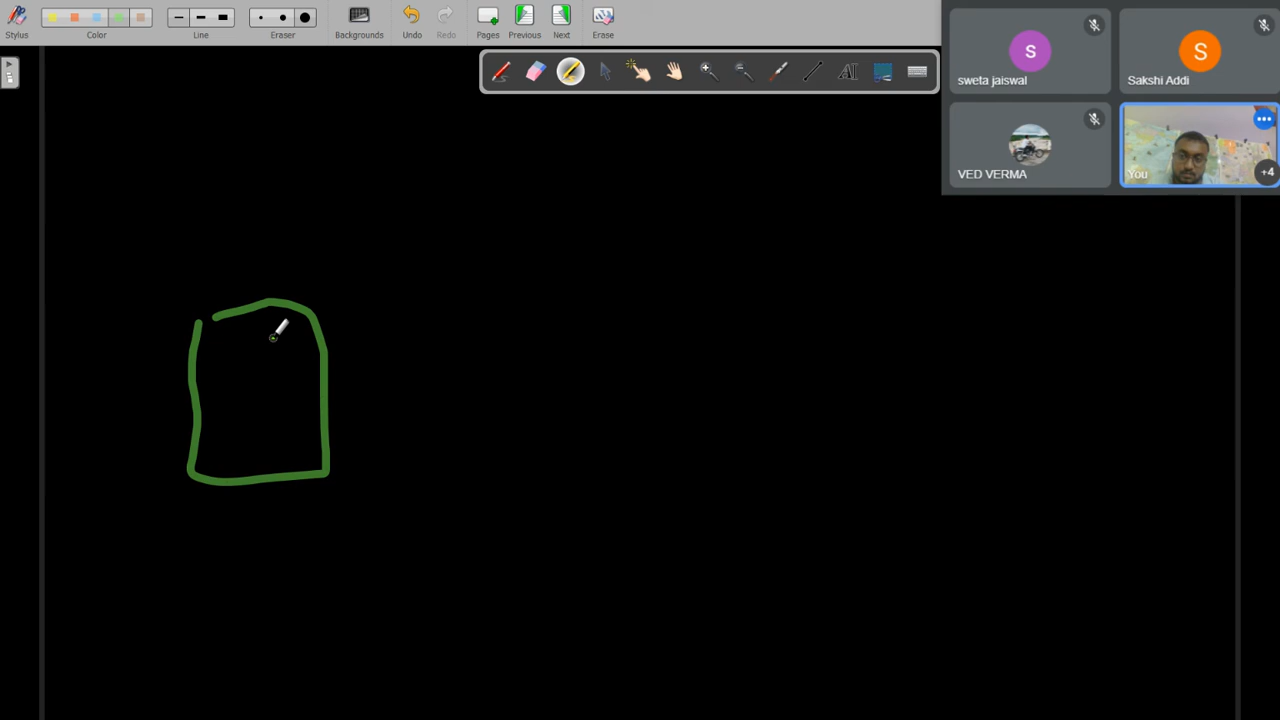 Stylus
Color
Line
Eraser
Backgrounds
Undo
Redo
Pages
Previous
Next
Erase
S
sweta jaiswal
S
Sakshi Addi
VED VERMA
You
+4
AI